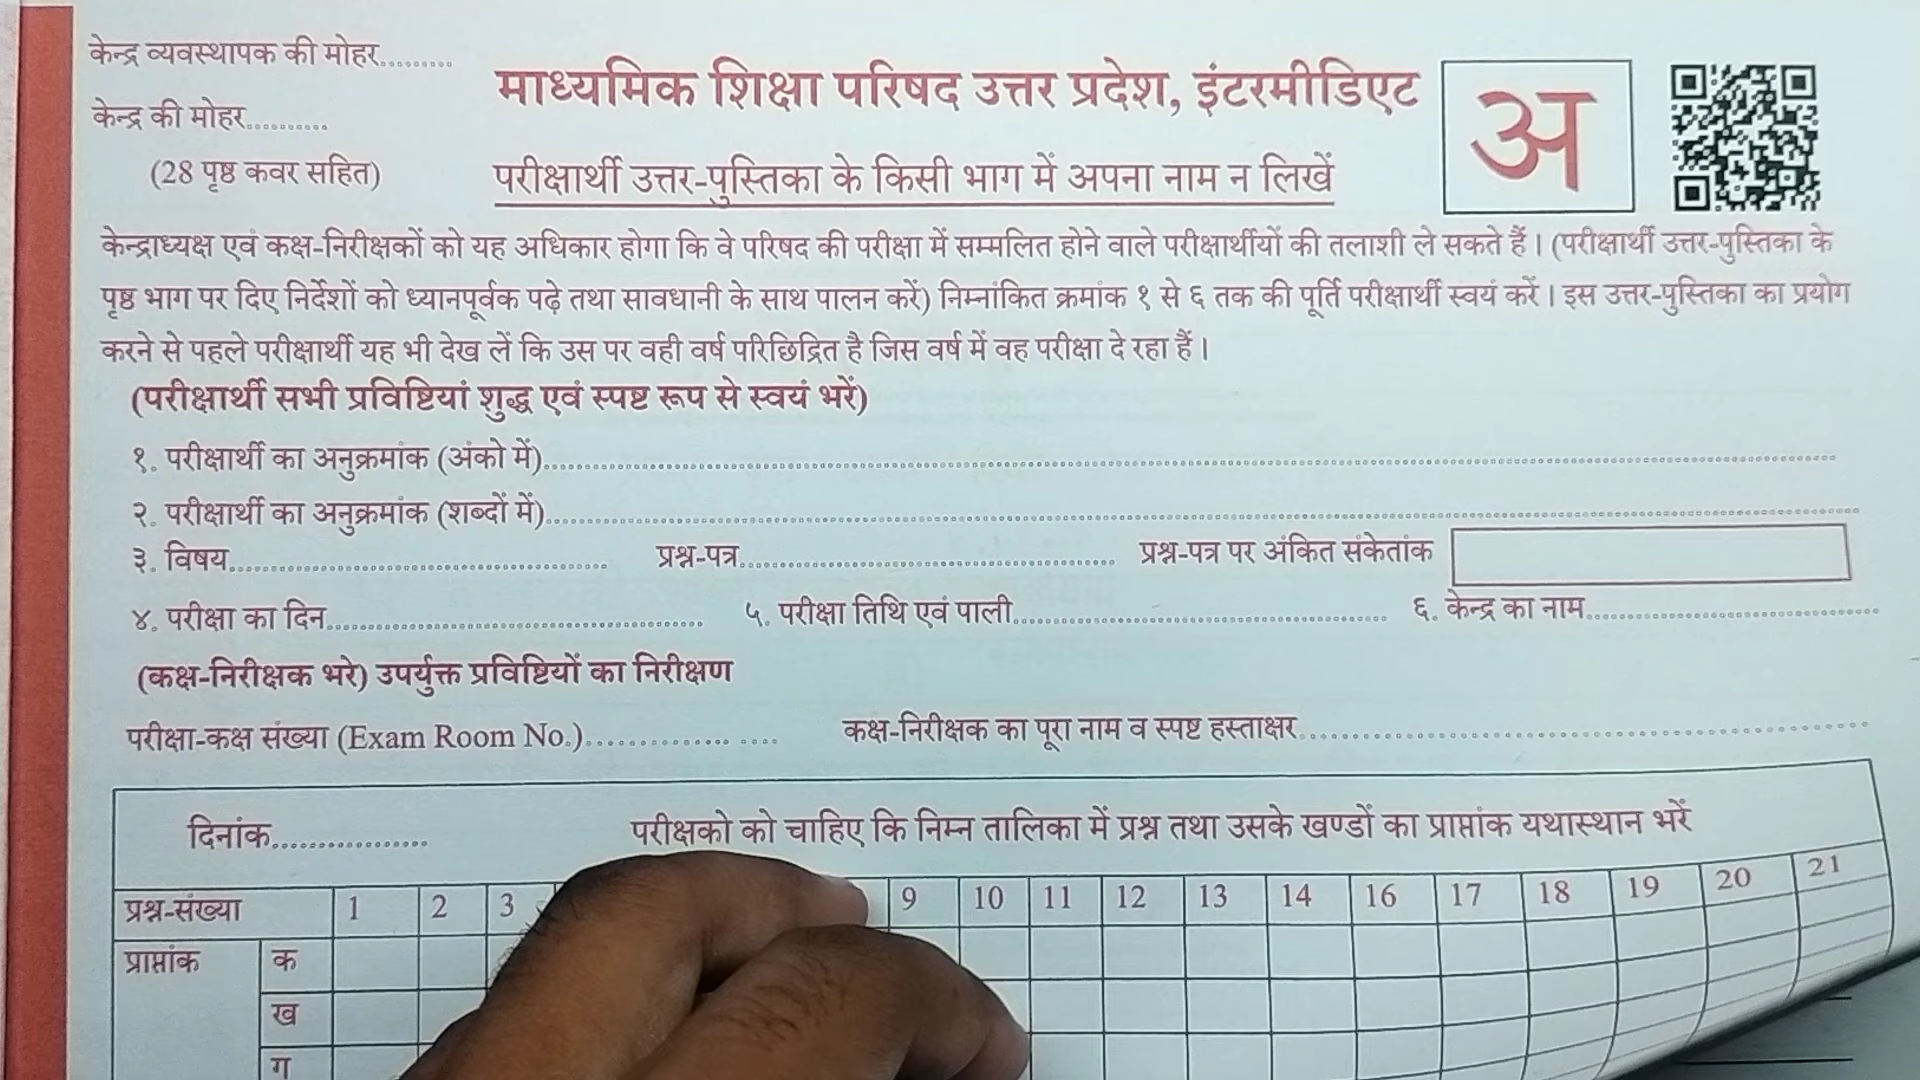 केन्द्र व्यवस्थापक की मोहर.........
केन्द्र की मोहर..........
(28 पृष्ठ कवर सहित)
माध्यमिक शिक्षा परिषद उत्तर प्रदेश, इंटरमीडिएट
अ
परीक्षार्थी उत्तर-पुस्तिका के किसी भाग में अपना नाम न लिखें
केन्द्राध्यक्ष एवं कक्ष-निरीक्षकों को यह अधिकार होगा कि वे परिषद की परीक्षा में सम्मलित होने वाले परीक्षार्थीयों की तलाशी ले सकते हैं। (परीक्षार्थी उत्तर-पुस्तिका के
पृष्ठ भाग पर दिए निर्देशों को ध्यानपूर्वक पढ़े तथा सावधानी के साथ पालन करें) निम्नांकित क्रमांक १ से ६ तक की पूर्ति परीक्षार्थी स्वयं करें। इस उत्तर-पुस्तिका का प्रयोग
करने से पहले परीक्षार्थी यह भी देख लें कि उस पर वही वर्ष परिछिद्रित है जिस वर्ष में वह परीक्षा दे रहा हैं।
(परीक्षार्थी सभी प्रविष्टियां शुद्ध एवं स्पष्ट रूप से स्वयं भरें)
१. परीक्षार्थी का अनुक्रमांक (अंको में)..........
२. परीक्षार्थी का अनुक्रमांक (शब्दों में)..........
३. विषय.......... प्रश्न-पत्र.......... प्रश्न-पत्र पर अंकित संकेतांक
४. परीक्षा का दिन.......... ५. परीक्षा तिथि एवं पाली.......... ६. केन्द्र का नाम..........
(कक्ष-निरीक्षक भरे) उपर्युक्त प्रविष्टियों का निरीक्षण
परीक्षा-कक्ष संख्या (Exam Room No.).......... कक्ष-निरीक्षक का पूरा नाम व स्पष्ट हस्ताक्षर..........
दिनांक.......... परीक्षको को चाहिए कि निम्न तालिका में प्रश्न तथा उसके खण्डों का प्राप्तांक यथास्थान भरें
प्रश्न-संख्या 1 2 3 9 10 11 12 13 14 16 17 18 19 20 21
प्राप्तांक क
ख
ग